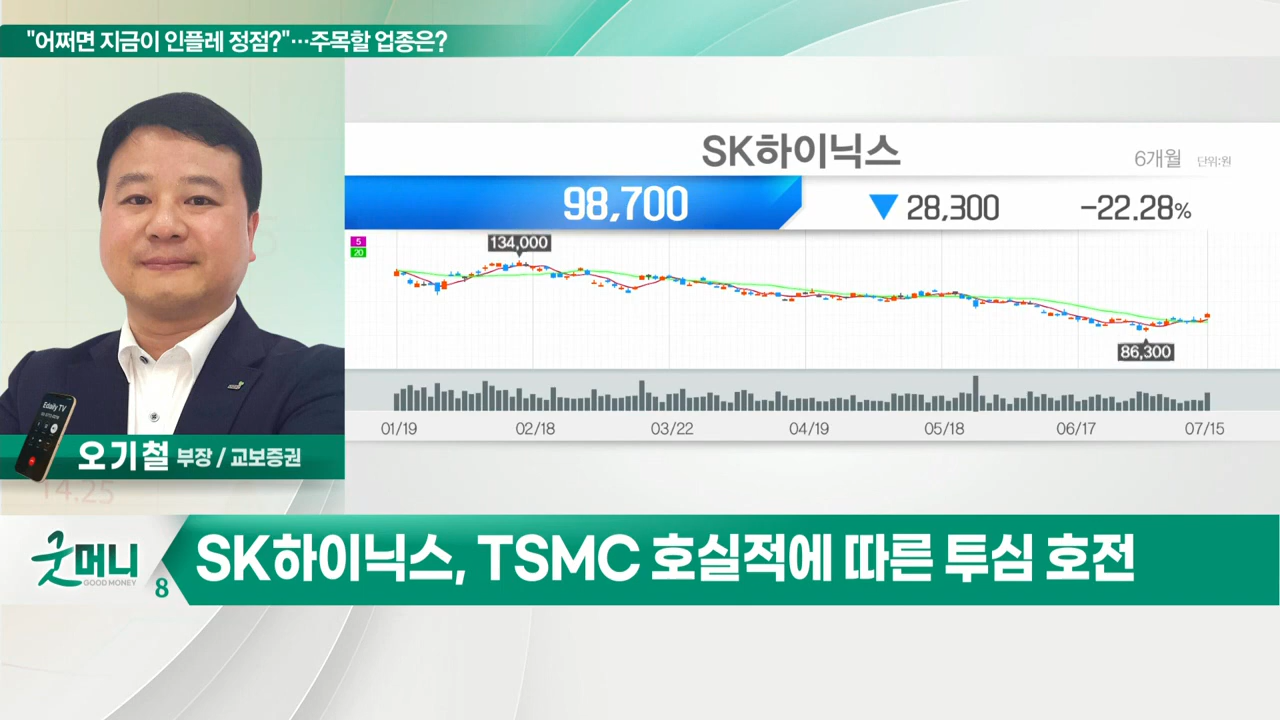 "어쩌면 지금이 인플레 정점?"…주목할 업종은?
SK하이닉스
6개월 단위:원
98,700 ▼ 28,300 -22.28%
5
20
134,000
86,300
01/19 02/18 03/22 04/19 05/18 06/17 07/15
Edaily TV
오기철 부장 / 교보증권
14.25
굿머니
GOOD MONEY
8
SK하이닉스, TSMC 호실적에 따른 투심 호전